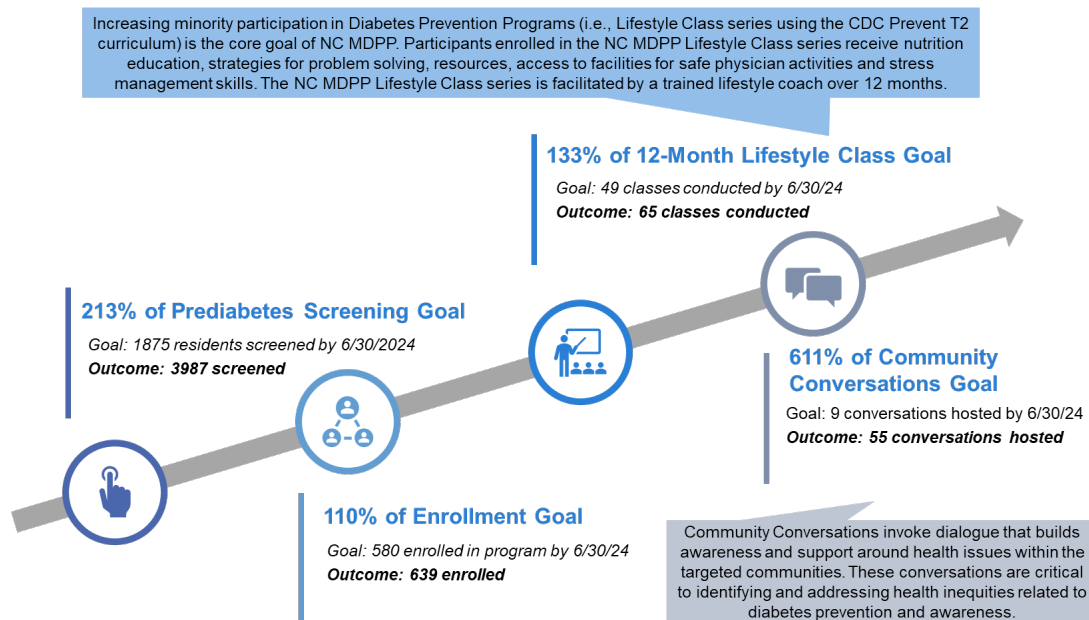 Increasing minority participation in Diabetes Prevention Programs (i.e., Lifestyle Class series using the CDC Prevent T2
curriculum) is the core goal of NC MDPP. Participants enrolled in the NC MDPP Lifestyle Class series receive nutrition
education, strategies for problem solving, resources, access to facilities for safe physician activities and stress
management skills. The NC MDPP Lifestyle Class series is facilitated by a trained lifestyle coach over 12 months.
133% of 12-Month Lifestyle Class Goal
Goal: 49 classes conducted by 6/30/24
Outcome: 65 classes conducted
213% of Prediabetes Screening Goal
Goal: 1875 residents screened by 6/30/2024
Outcome: 3987 screened
611% of Community
Conversations Goal
Goal: 9 conversations hosted by 6/30/24
Outcome: 55 conversations hosted
110% of Enrollment Goal
Goal: 580 enrolled in program by 6/30/24
Outcome: 639 enrolled
Community Conversations invoke dialogue that builds
awareness and support around health issues within the
targeted communities. These conversations are critical
to identifying and addressing health inequities related to
diabetes prevention and awareness.